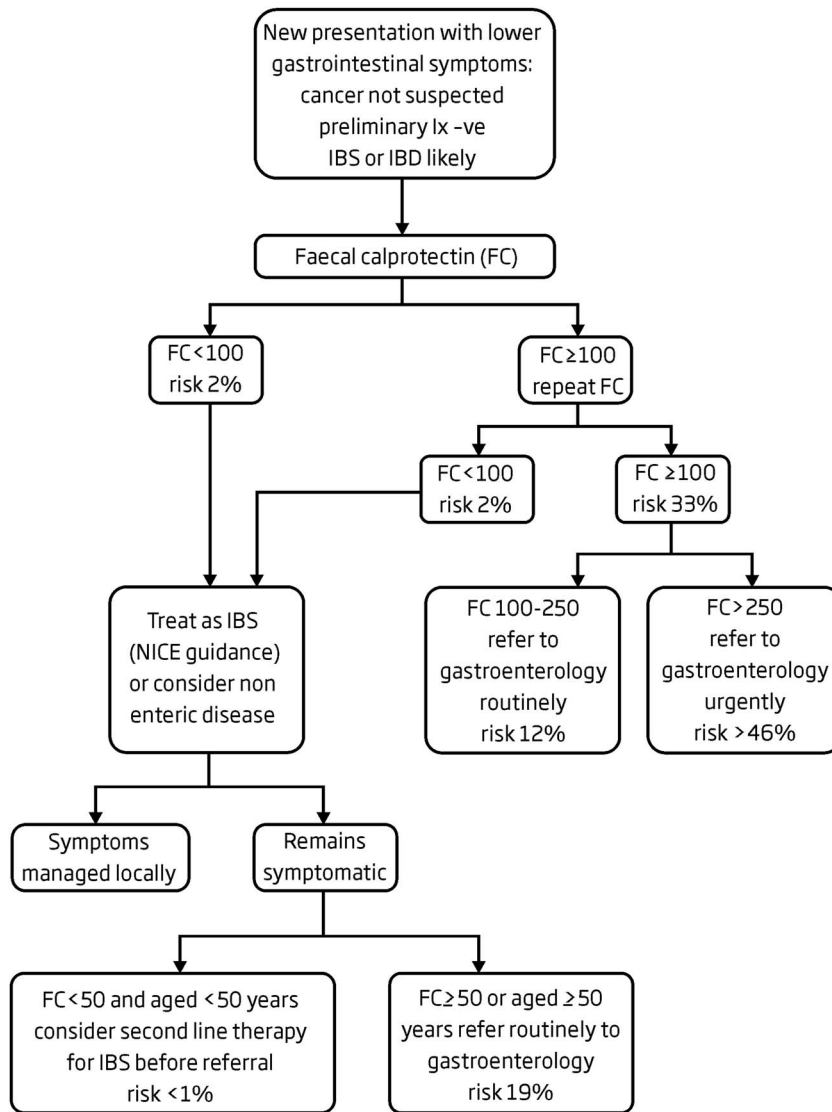 New presentation with lower
gastrointestinal symptoms:
cancer not suspected
preliminary Ix -ve
IBS or IBD likely
Faecal calprotectin (FC)
FC<100
risk 2%
FC≥100
repeat FC
FC<100
risk 2%
FC ≥100
risk 33%
Treat as IBS
(NICE guidance)
or consider non
enteric disease
FC 100-250
refer to
gastroenterology
routinely
risk 12%
FC>250
refer to
gastroenterology
urgently
risk >46%
Symptoms
managed locally
Remains
symptomatic
FC<50 and aged <50 years
consider second line therapy
for IBS before referral
risk <1%
FC≥50 or aged ≥50
years refer routinely to
gastroenterology
risk 19%